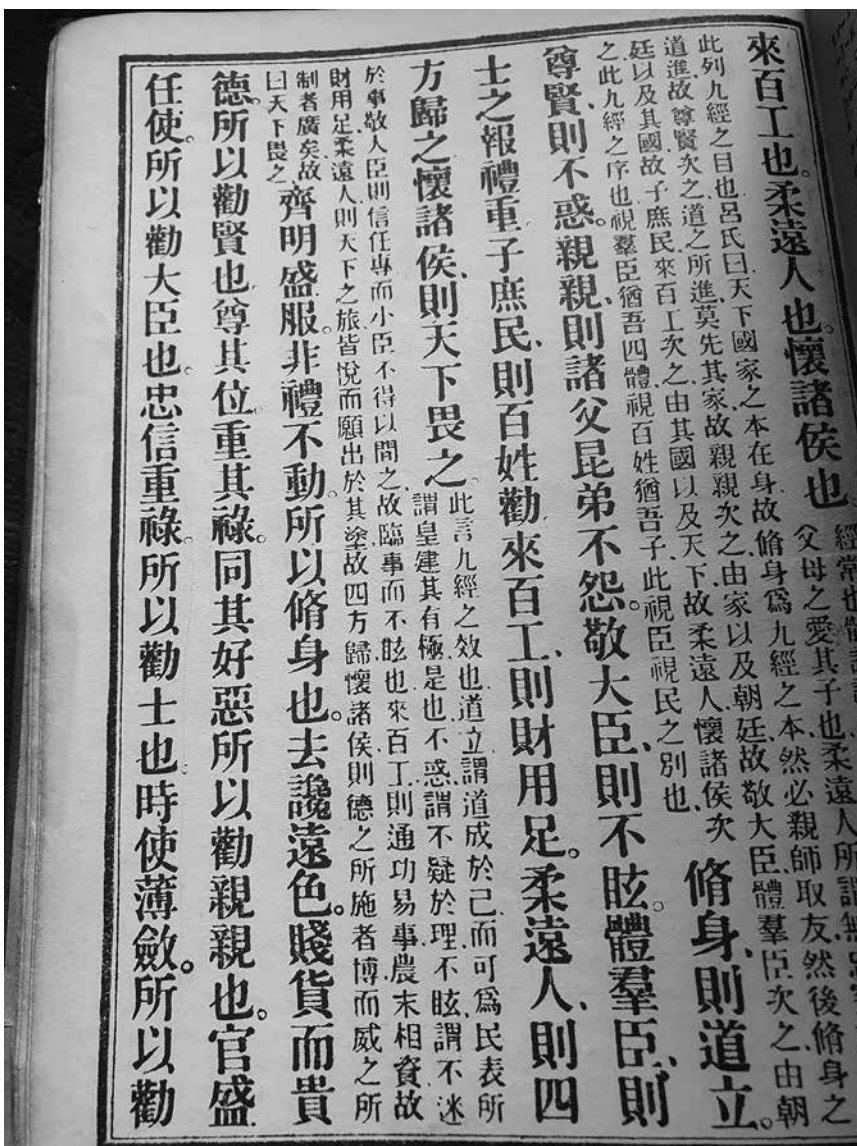 來百工也。柔遠人也。懷諸侯也
經常也體謂
父母之愛其子也、柔遠人、所謂無忘
此列九經之目也、呂氏曰、天下國家之本在身、故脩身爲九經之本、然必親師取友、然後脩身之
道進、故尊賢次之、道之所進、莫先其家、故親親次之、由家以及朝廷、故敬大臣、體羣臣次之、由朝
廷以及其國、故子庶民、來百工次之、由其國以及天下、故柔遠人、懷諸侯次
之、此九經之序也、視羣臣猶吾四體、視百姓猶吾子、此視臣視民之別也、
脩身、則道立。
尊賢、則不惑。親親、則諸父昆弟不怨。敬大臣、則不眩。體羣臣、則
士之報禮重。子庶民、則百姓勸。來百工、則財用足。柔遠人、則四
方歸之。懷諸侯、則天下畏之。
此言九經之效也、道立、謂道成於己、而可爲民表、所
謂皇建其有極、是也、不惑、謂不疑於理、不眩、謂不迷
於事、敬人臣、則信任專、而小臣不得以間之、故臨事而不眩也、來百工、則通功易事、農末相資、故
財用足、柔遠人、則天下之旅、皆悅而願出於其塗、故四方歸、懷諸侯、則德之所施者博、而威之所
制者廣矣、故
曰天下畏之、
齊明盛服、非禮不動。所以脩身也。去讒遠色。賤貨而貴
德。所以勸賢也。尊其位。重其祿。同其好惡。所以勸親親也。官盛
任使。所以勸大臣也。忠信重祿。所以勸士也。時使薄斂。所以勸